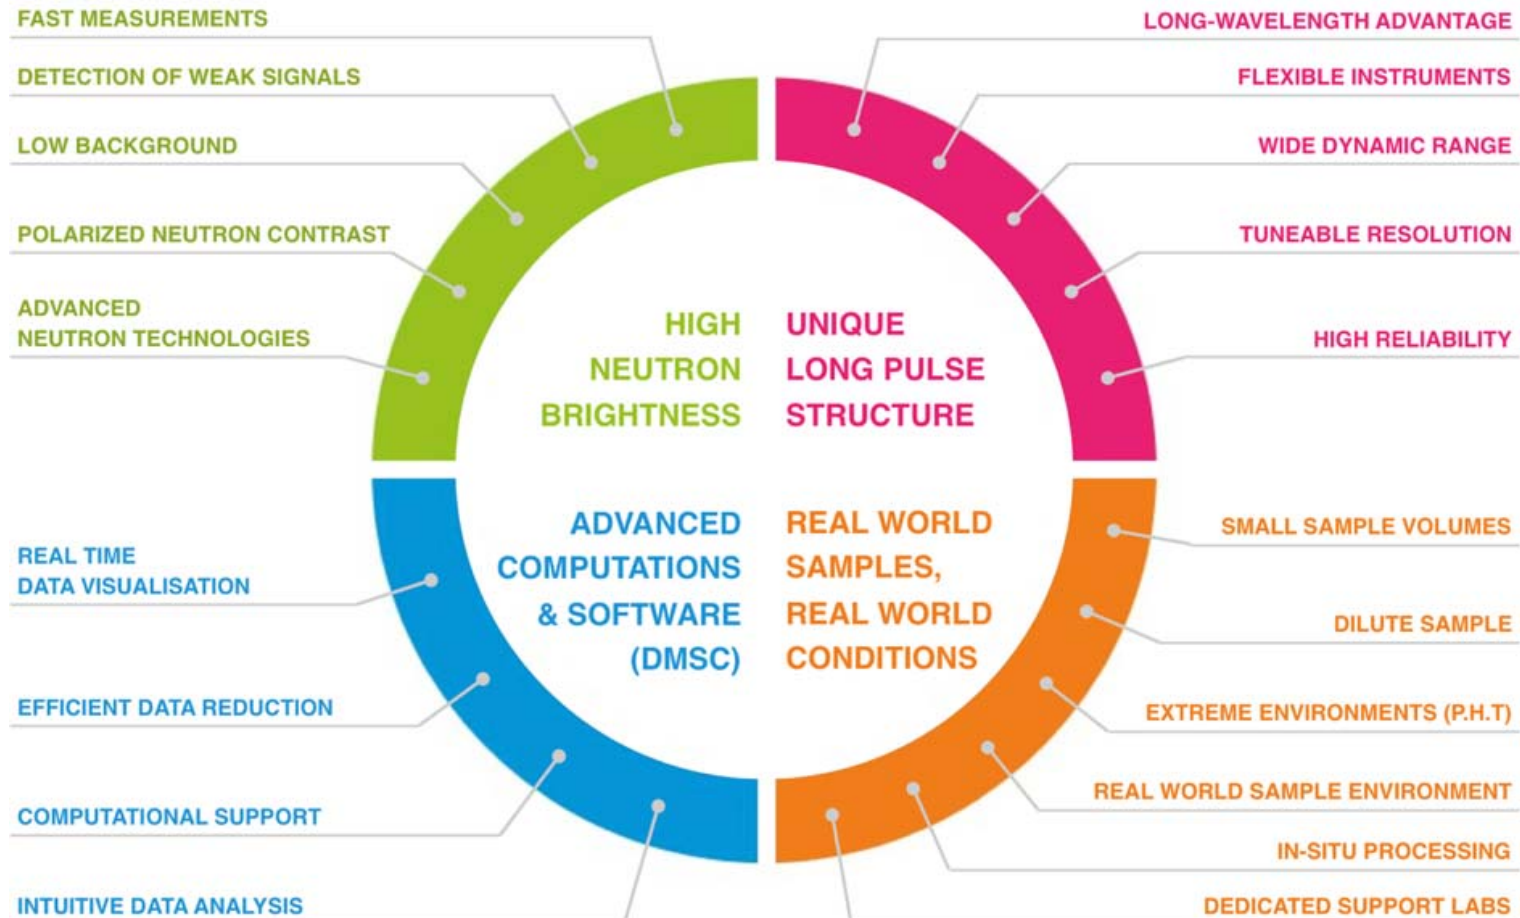 FAST MEASUREMENTS
DETECTION OF WEAK SIGNALS
LOW BACKGROUND
POLARIZED NEUTRON CONTRAST
ADVANCED
NEUTRON TECHNOLOGIES
HIGH
NEUTRON
BRIGHTNESS
LONG-WAVELENGTH ADVANTAGE
FLEXIBLE INSTRUMENTS
WIDE DYNAMIC RANGE
TUNEABLE RESOLUTION
HIGH RELIABILITY
UNIQUE
LONG PULSE
STRUCTURE
REAL TIME
DATA VISUALISATION
EFFICIENT DATA REDUCTION
COMPUTATIONAL SUPPORT
INTUITIVE DATA ANALYSIS
ADVANCED
COMPUTATIONS
& SOFTWARE
(DMSC)
REAL WORLD
SAMPLES,
REAL WORLD
CONDITIONS
SMALL SAMPLE VOLUMES
DILUTE SAMPLE
EXTREME ENVIRONMENTS (P.H.T)
REAL WORLD SAMPLE ENVIRONMENT
IN-SITU PROCESSING
DEDICATED SUPPORT LABS